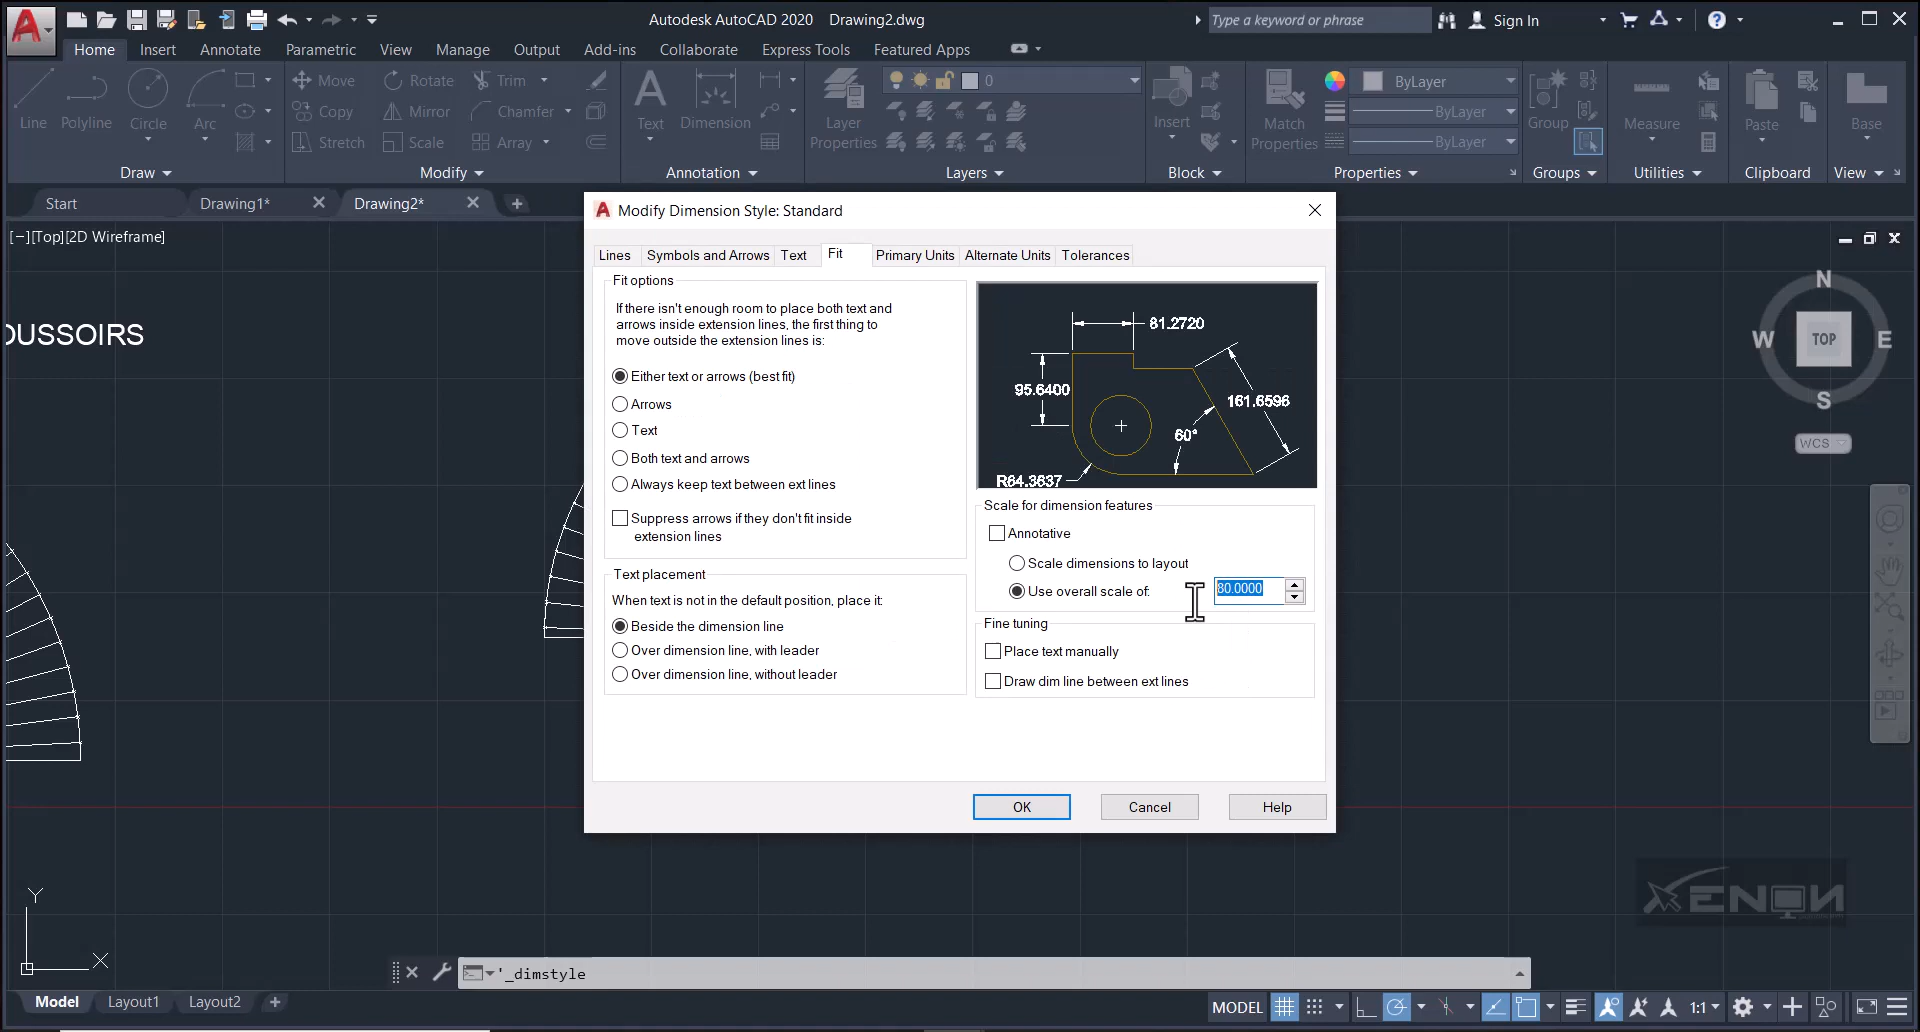 Autodesk AutoCAD 2020 Drawing2.dwg
Type a keyword or phrase
Sign In
Home Insert Annotate Parametric View Manage Output Add-ins Collaborate Express Tools Featured Apps
Line Polyline Circle Arc
Move Rotate Trim
Copy Mirror Chamfer
Stretch Scale Array
Text Dimension
Layer
Properties
0
Insert
Match
Properties
ByLayer
ByLayer
ByLayer
Group
Measure
Paste
Base
Draw Modify Annotation Layers Block Properties Groups Utilities Clipboard View
Start Drawing1* Drawing2*
[−][Top][2D Wireframe]
OUSSOIRS
N
W TOP E
S
WCS
Modify Dimension Style: Standard
Lines Symbols and Arrows Text Fit Primary Units Alternate Units Tolerances
Fit options
If there isn't enough room to place both text and
arrows inside extension lines, the first thing to
move outside the extension lines is:
Either text or arrows (best fit)
Arrows
Text
Both text and arrows
Always keep text between ext lines
Suppress arrows if they don't fit inside
extension lines
Text placement
When text is not in the default position, place it:
Beside the dimension line
Over dimension line, with leader
Over dimension line, without leader
81.2720
95.6400
161.6596
60°
R64.3637
Scale for dimension features
Annotative
Scale dimensions to layout
Use overall scale of: 80.0000
Fine tuning
Place text manually
Draw dim line between ext lines
OK Cancel Help
XENON
Y
X
'_dimstyle
Model Layout1 Layout2
MODEL 1:1